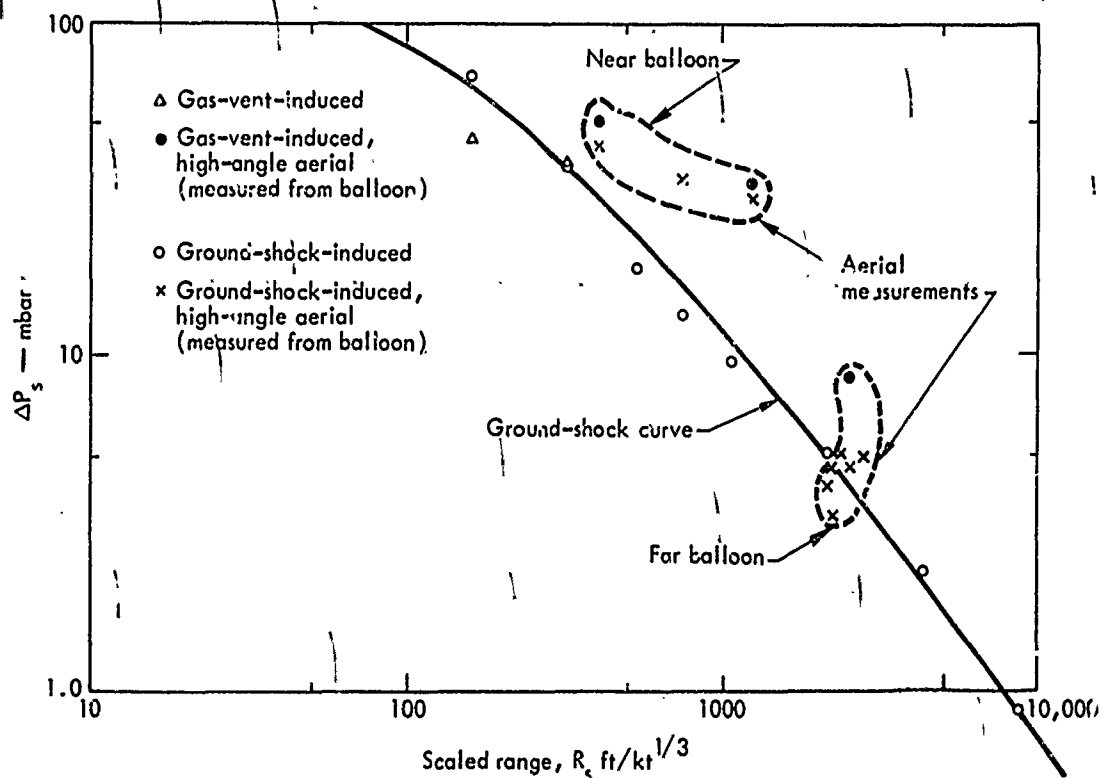 100
10
1.0
ΔPs — mbar
Near balloon
△ Gas-vent-induced
● Gas-vent-induced,
high-angle aerial
(measured from balloon)
○ Ground-shock-induced
× Ground-shock-induced,
high-angle aerial
(measured from balloon)
Aerial
measurements
Ground-shock curve
Far balloon
10
100
1000
10,000
Scaled range, Rs ft/kt1/3